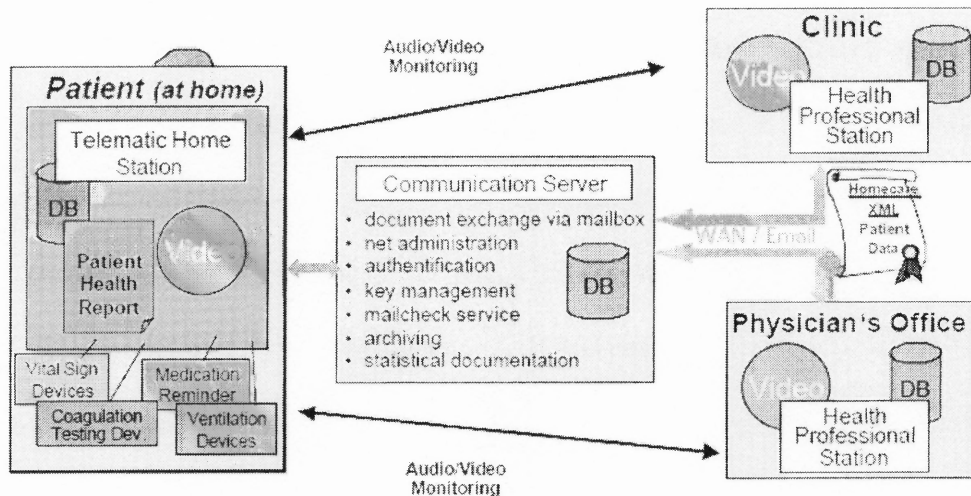 Audio/Video
Monitoring
Patient (at home)
Telematic Home
Station
DB
Vide
Patient
Health
Report
Vital Sign
Devices
Medication
Reminder
Coagulation
Testing Dev.
Ventilation
Devices
Communication Server
• document exchange via mailbox
• net administration
• authentification
• key management
• mailcheck service
• archiving
• statistical documentation
DB
WAN / Email
Clinic
Video
DB
Health
Professional
Station
Homecare
XML
Patient
Data
Physician's Office
Video
DB
Health
Professional
Station
Audio/Video
Monitoring